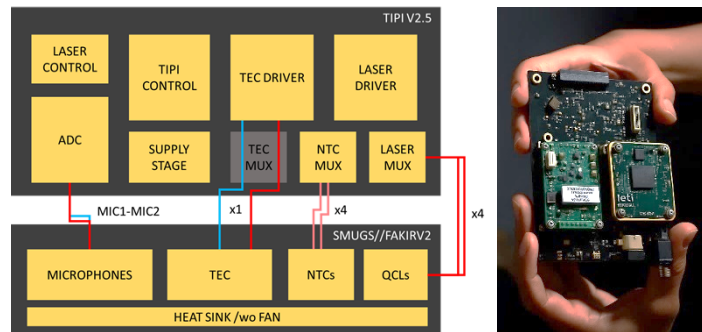 TIPI V2.5
LASER
CONTROL
TIPI
CONTROL
TEC DRIVER
LASER
DRIVER
ADC
SUPPLY
STAGE
TEC
MUX
NTC
MUX
LASER
MUX
MIC1-MIC2
x1
x4
x4
SMUGS//FAKIRV2
MICROPHONES
TEC
NTCs
QCLs
HEAT SINK /wo FAN
leti